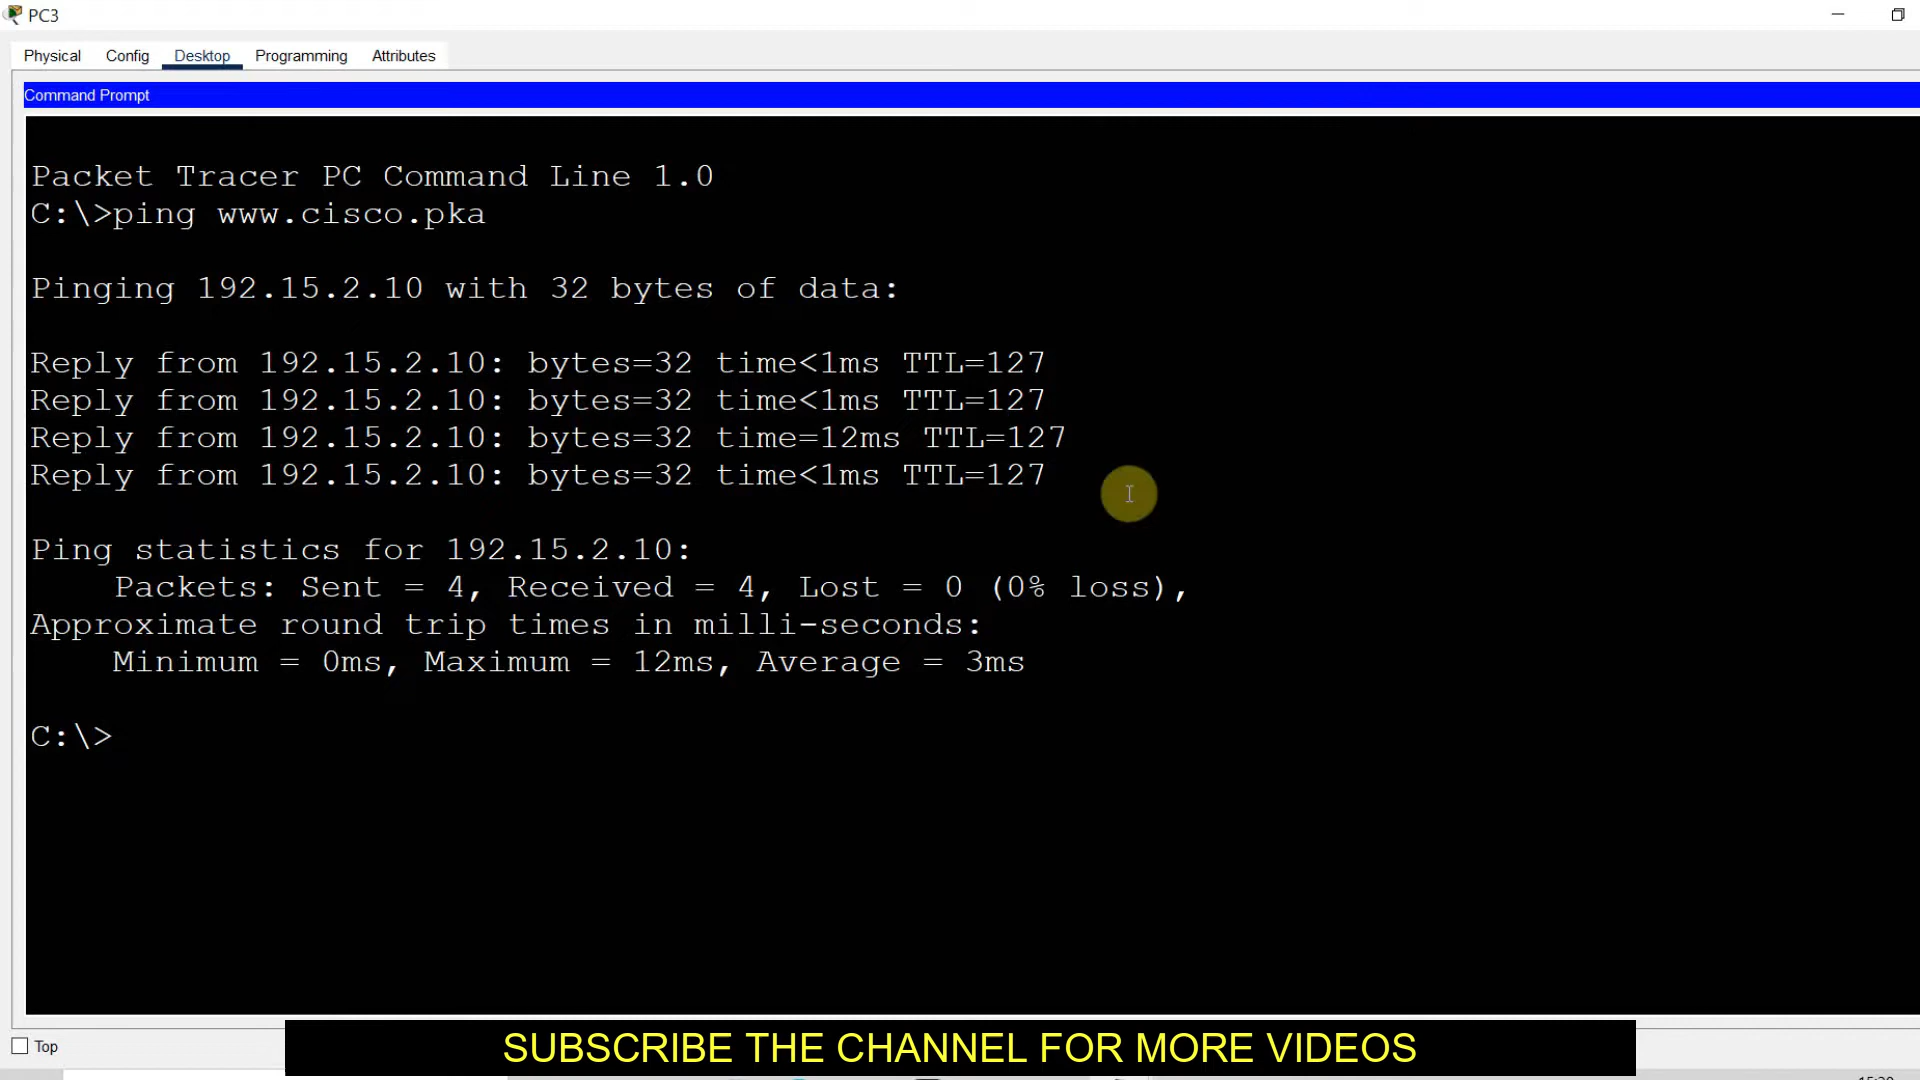 PC3
Physical Config Desktop Programming Attributes
Command Prompt
Packet Tracer PC Command Line 1.0
C:\>ping www.cisco.pka
Pinging 192.15.2.10 with 32 bytes of data:
Reply from 192.15.2.10: bytes=32 time<1ms TTL=127
Reply from 192.15.2.10: bytes=32 time<1ms TTL=127
Reply from 192.15.2.10: bytes=32 time=12ms TTL=127
Reply from 192.15.2.10: bytes=32 time<1ms TTL=127
Ping statistics for 192.15.2.10:
Packets: Sent = 4, Received = 4, Lost = 0 (0% loss),
Approximate round trip times in milli-seconds:
Minimum = 0ms, Maximum = 12ms, Average = 3ms
C:\>
Top
SUBSCRIBE THE CHANNEL FOR MORE VIDEOS